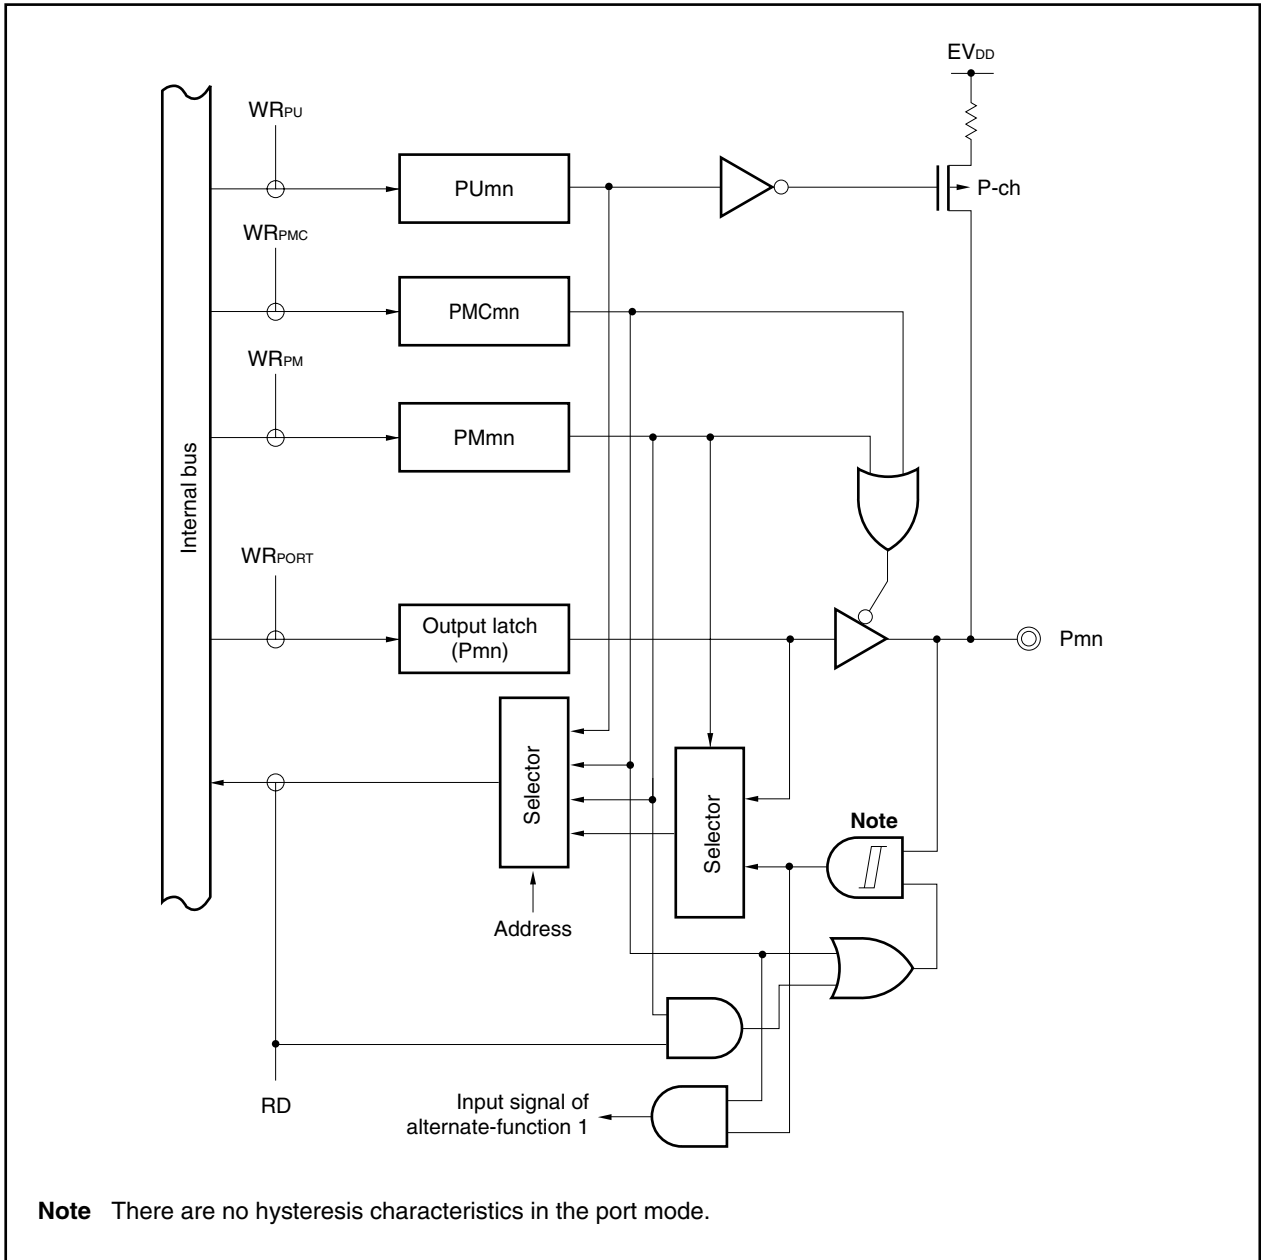 EVDD
WRPU
PUmn
P-ch
WRPMC
PMCmn
WRPM
PMmn
Internal bus
WRPORT
Output latch
(Pmn)
Pmn
Selector
Selector
Note
Address
RD
Input signal of
alternate-function 1
Note There are no hysteresis characteristics in the port mode.